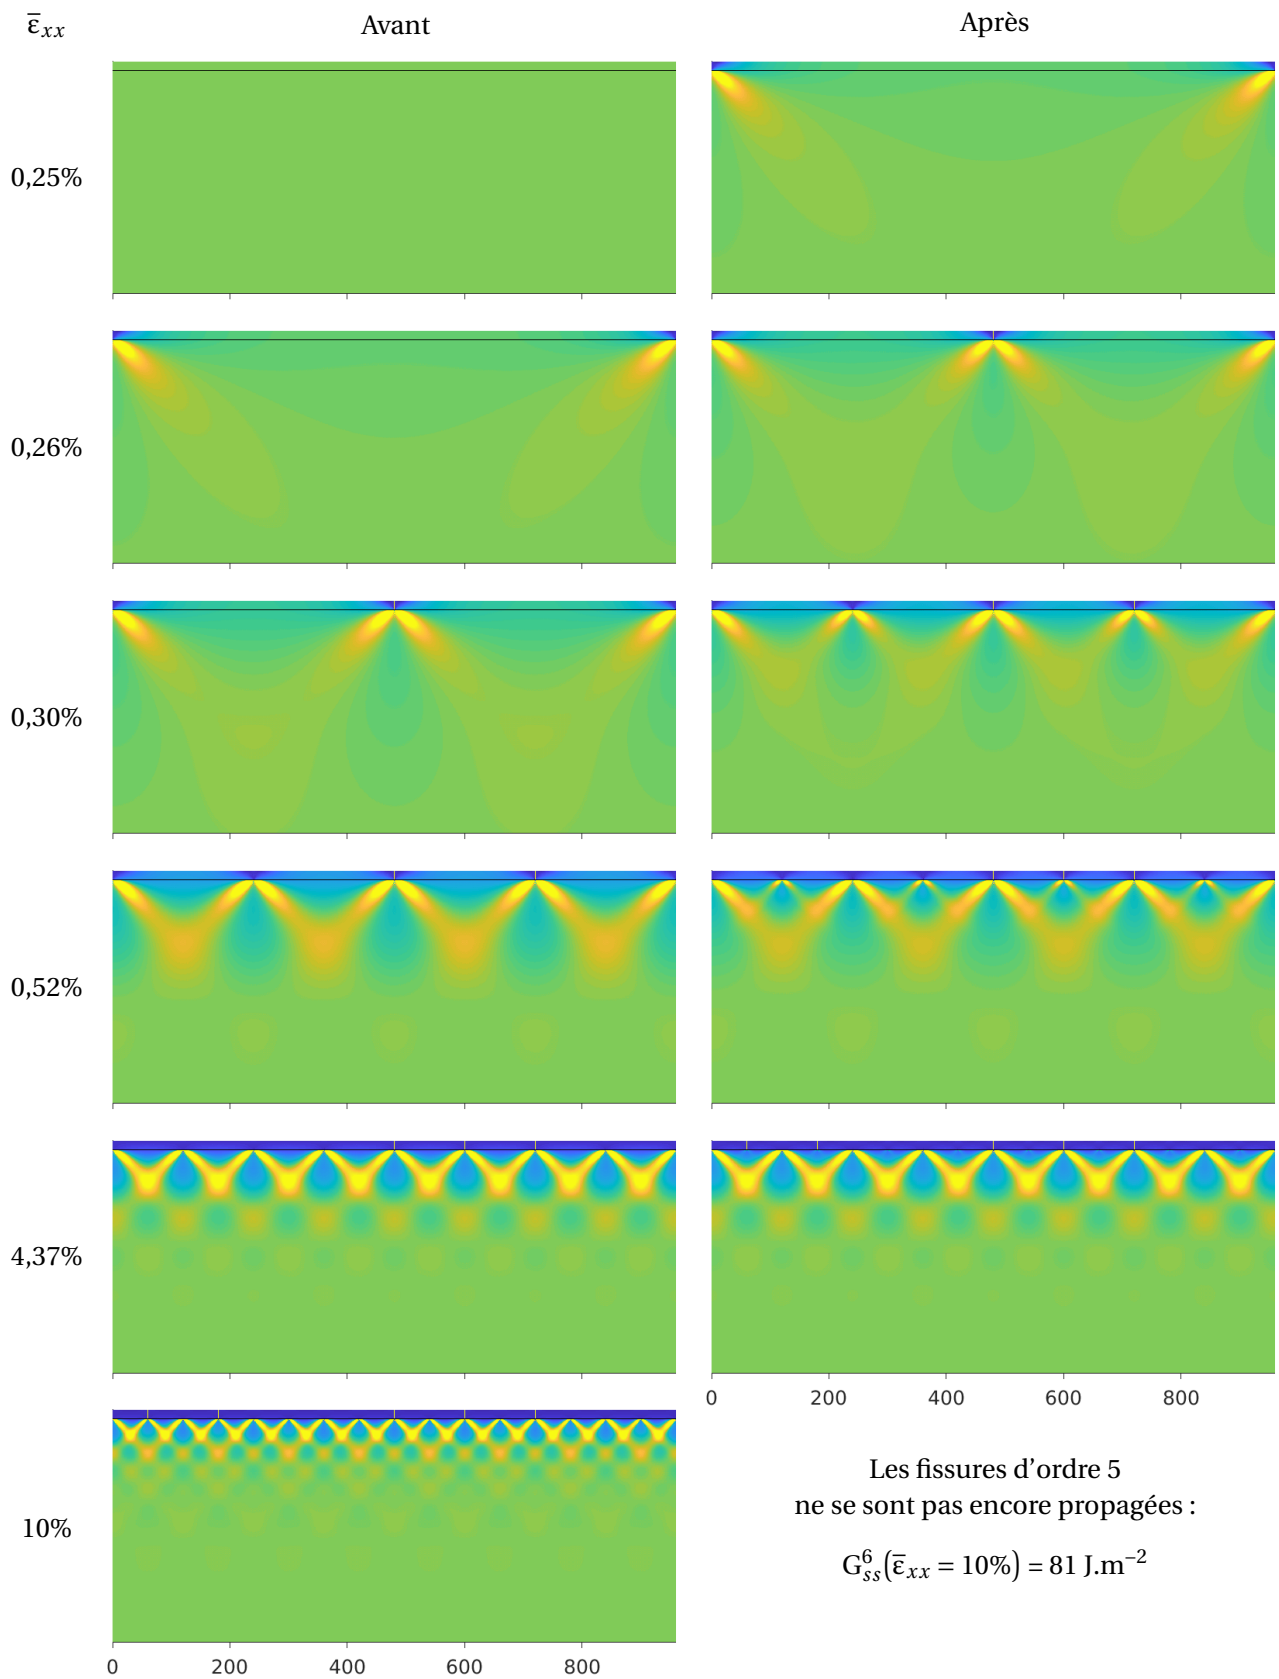 ε̅xx
Avant
Après
0,25%
0,26%
0,30%
0,52%
4,37%
0 200 400 600 800
10%
Les fissures d'ordre 5
ne se sont pas encore propagées :
G⁶ss(ε̅xx = 10%) = 81 J.m⁻²
0 200 400 600 800